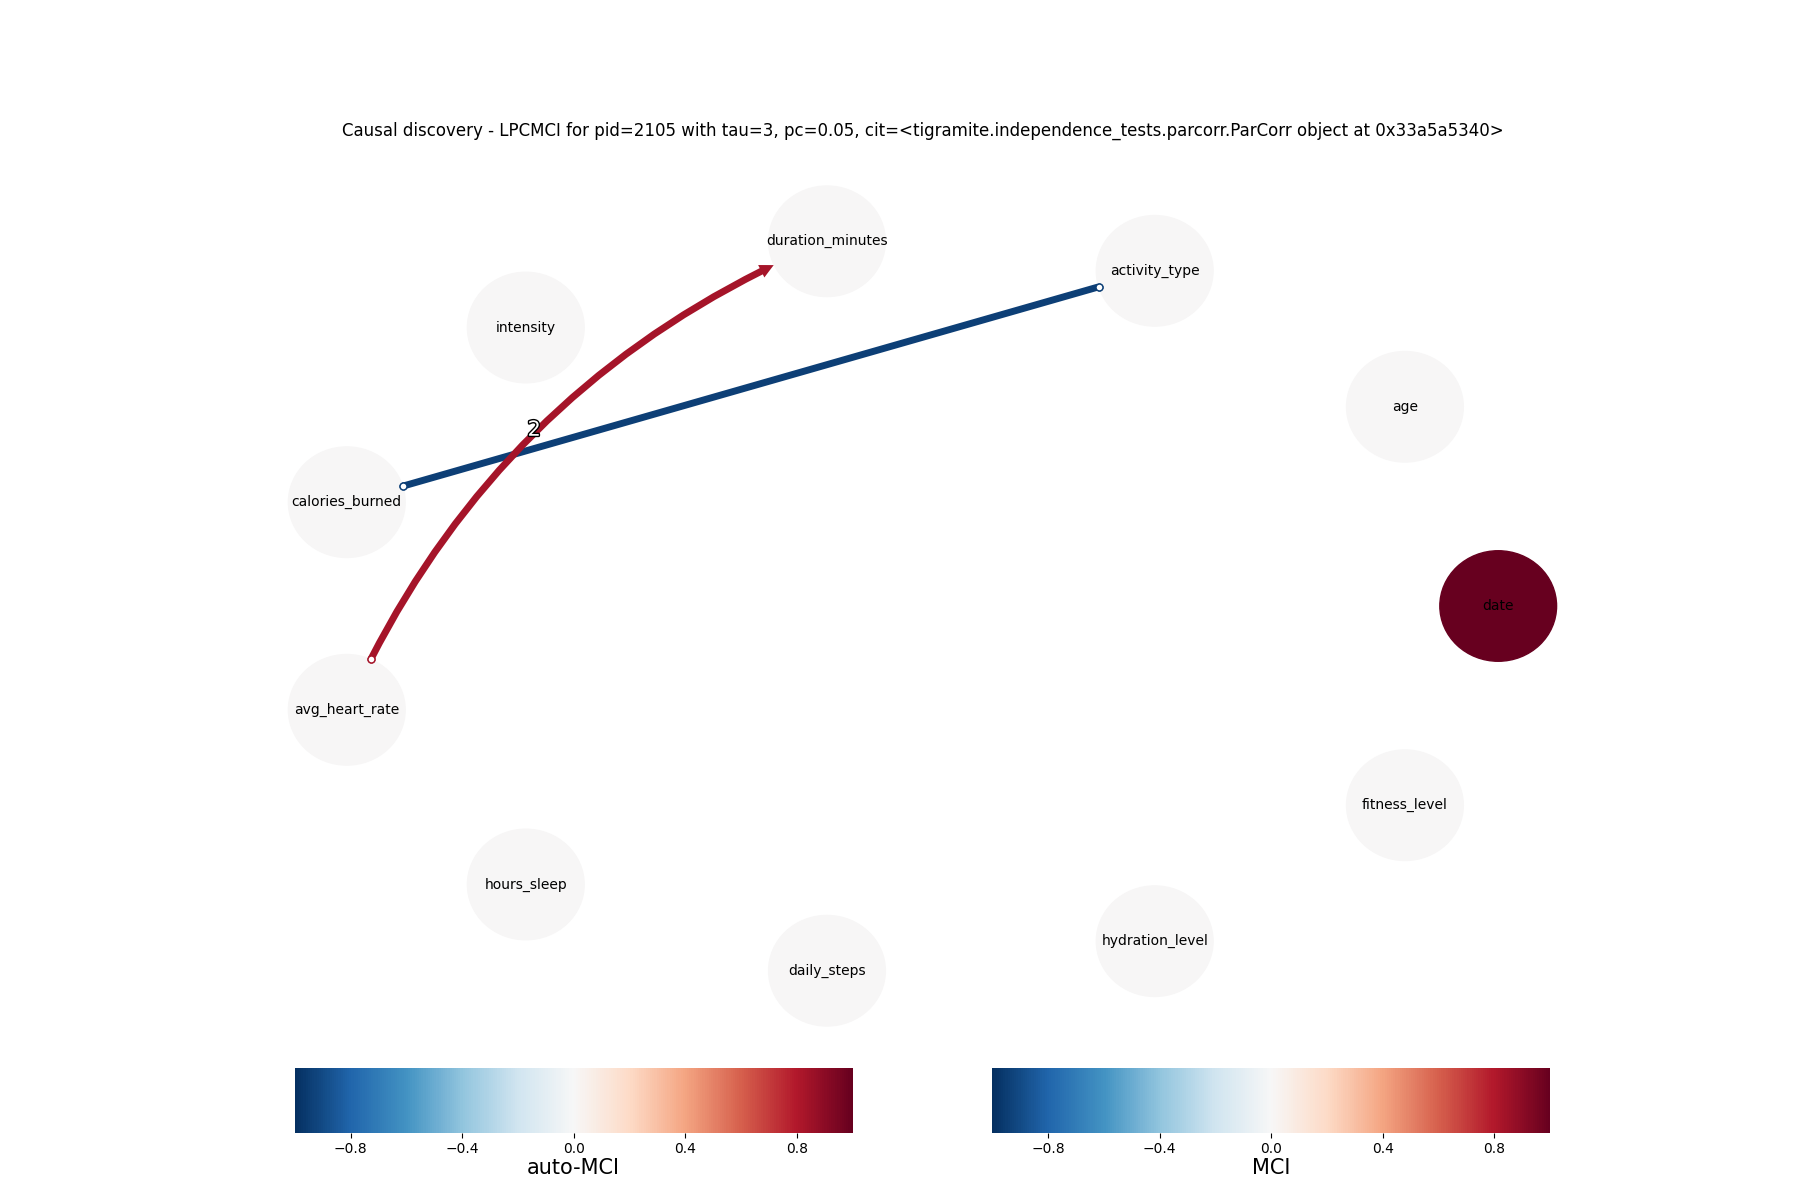 Causal discovery - LPCMCI for pid=2105 with tau=3, pc=0.05, cit=<tigramite.independence_tests.parcorr.ParCorr object at 0x33a5a5340>
duration_minutes
activity_type
intensity
age
2
calories_burned
date
avg_heart_rate
fitness_level
hours_sleep
hydration_level
daily_steps
−0.8 −0.4 0.0 0.4 0.8
auto-MCI
−0.8 −0.4 0.0 0.4 0.8
MCI